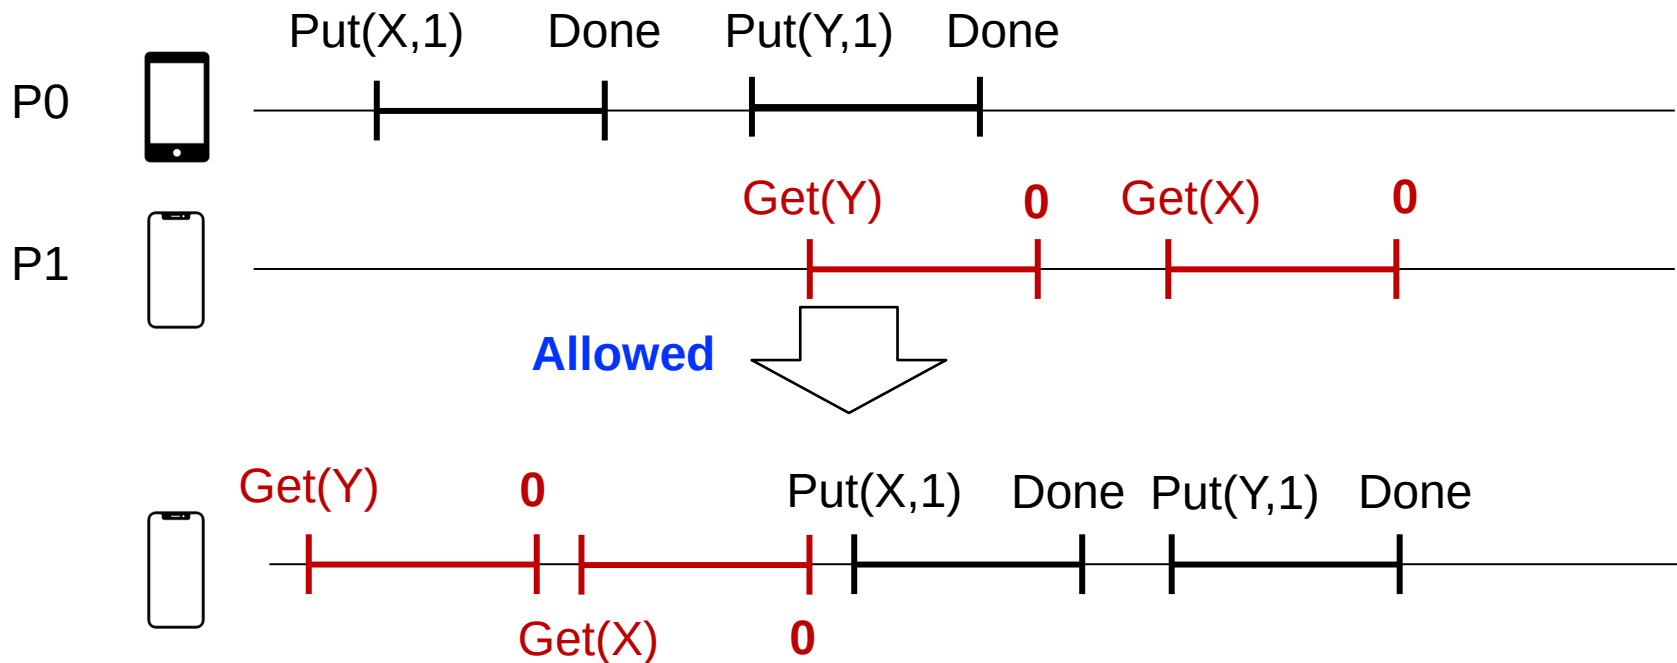 Put(X,1) Done Put(Y,1) Done
P0
Get(Y) 0 Get(X) 0
P1
Allowed
Get(Y) 0 Put(X,1) Done Put(Y,1) Done
Get(X) 0